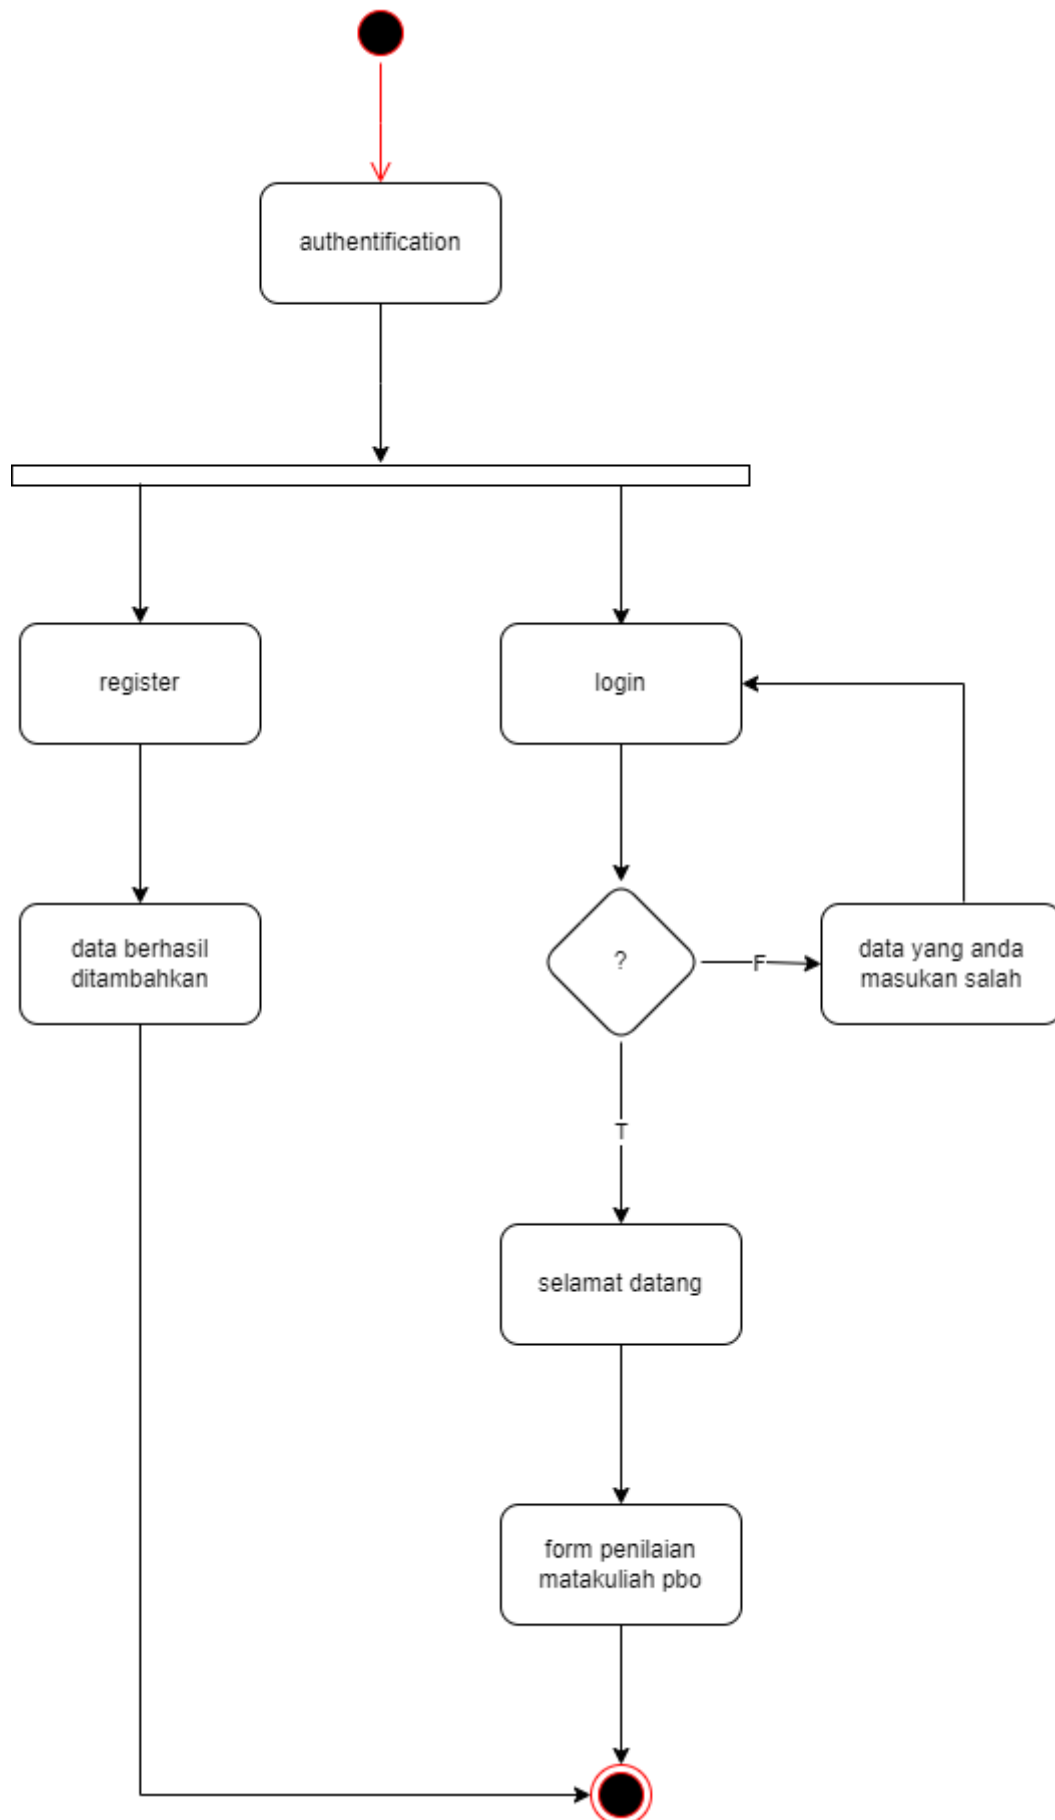 authentification
register
login
data berhasil
ditambahkan
?
F
data yang anda
masukan salah
T
selamat datang
form penilaian
matakuliah pbo